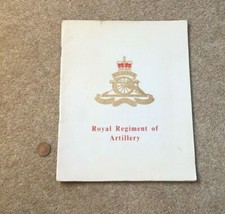 Royal Regiment of
Artillery